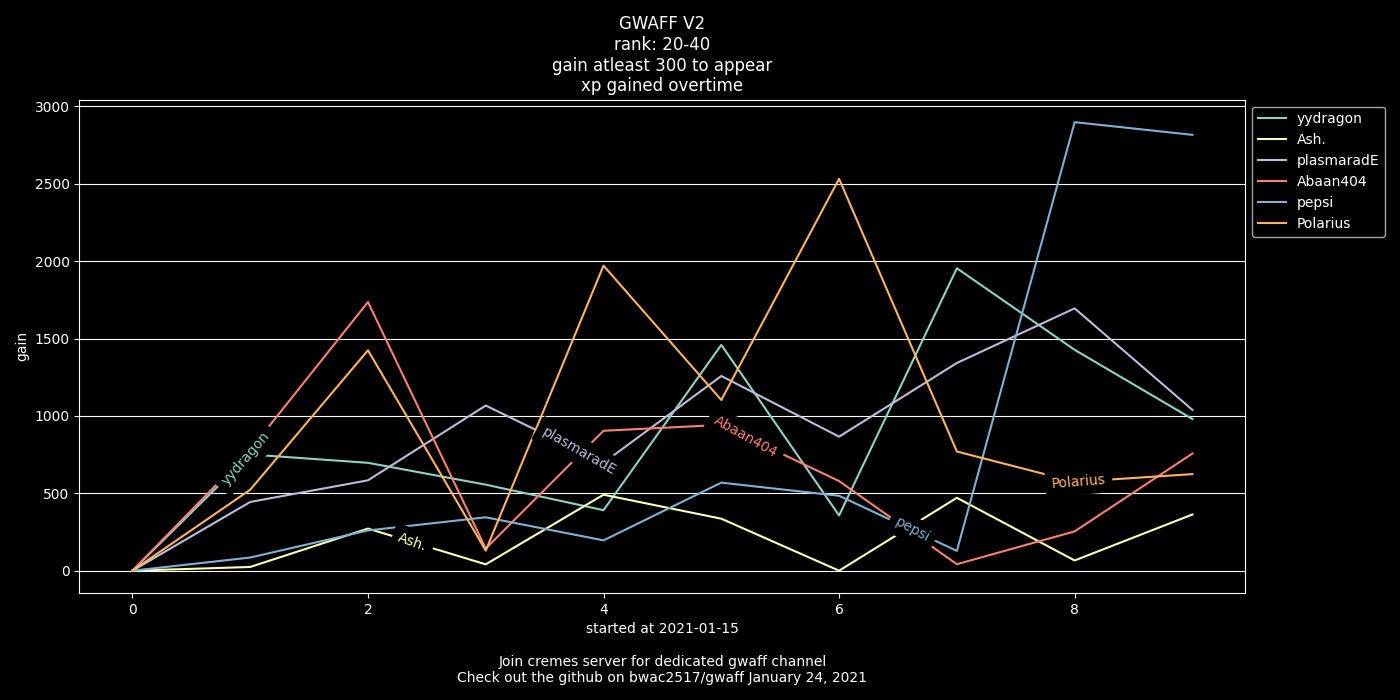 GWAFF V2
rank: 20-40
gain atleast 300 to appear
xp gained overtime
3000
2500
2000
1500
1000
500
0
gain
0 2 4 6 8
started at 2021-01-15
yydragon
Ash.
plasmaradE
Abaan404
pepsi
Polarius
yydragon
Ash.
plasmaradE
Abaan404
pepsi
Polarius
Join cremes server for dedicated gwaff channel
Check out the github on bwac2517/gwaff January 24, 2021